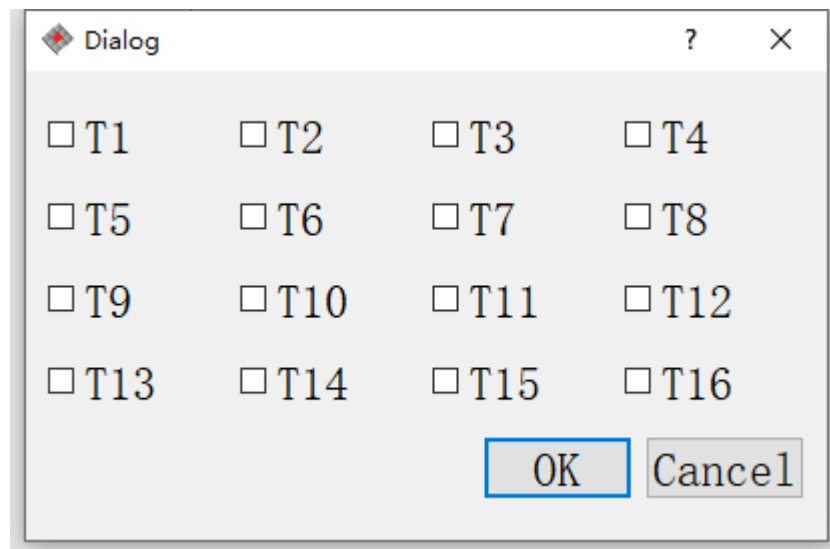 Dialog ?
T1 T2 T3 T4
T5 T6 T7 T8
T9 T10 T11 T12
T13 T14 T15 T16
OK Cancel